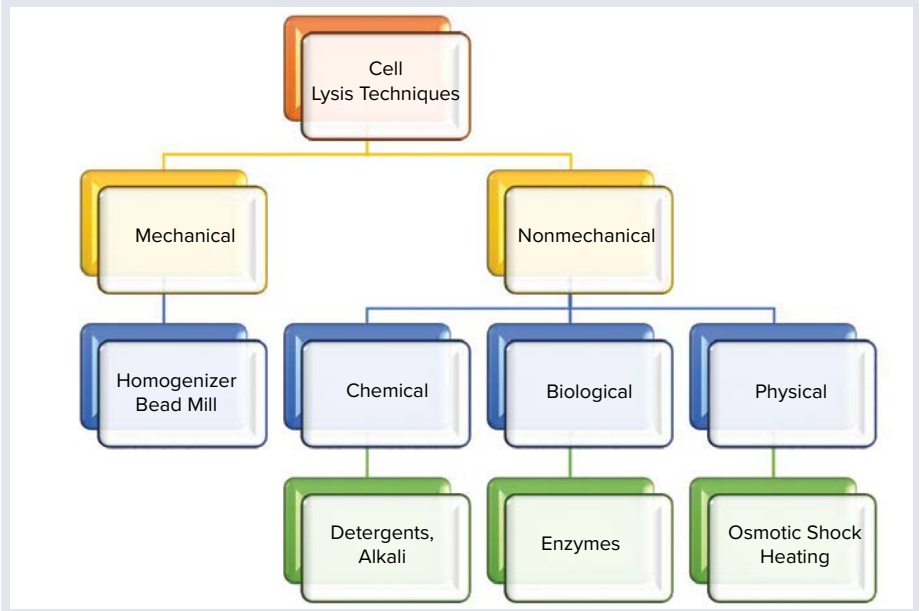 Cell
Lysis Techniques
Mechanical
Nonmechanical
Homogenizer
Bead Mill
Chemical
Biological
Physical
Detergents,
Alkali
Enzymes
Osmotic Shock
Heating